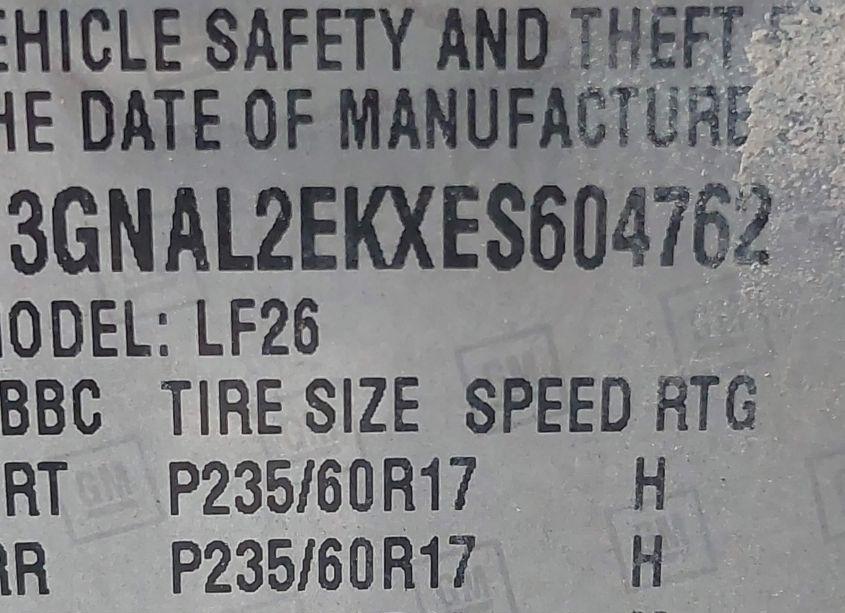 EHICLE SAFETY AND THEFT
HE DATE OF MANUFACTURE
3GNAL2EKXES604762
MODEL: LF26
BBC TIRE SIZE SPEED RTG
RT P235/60R17 H
RR P235/60R17 H